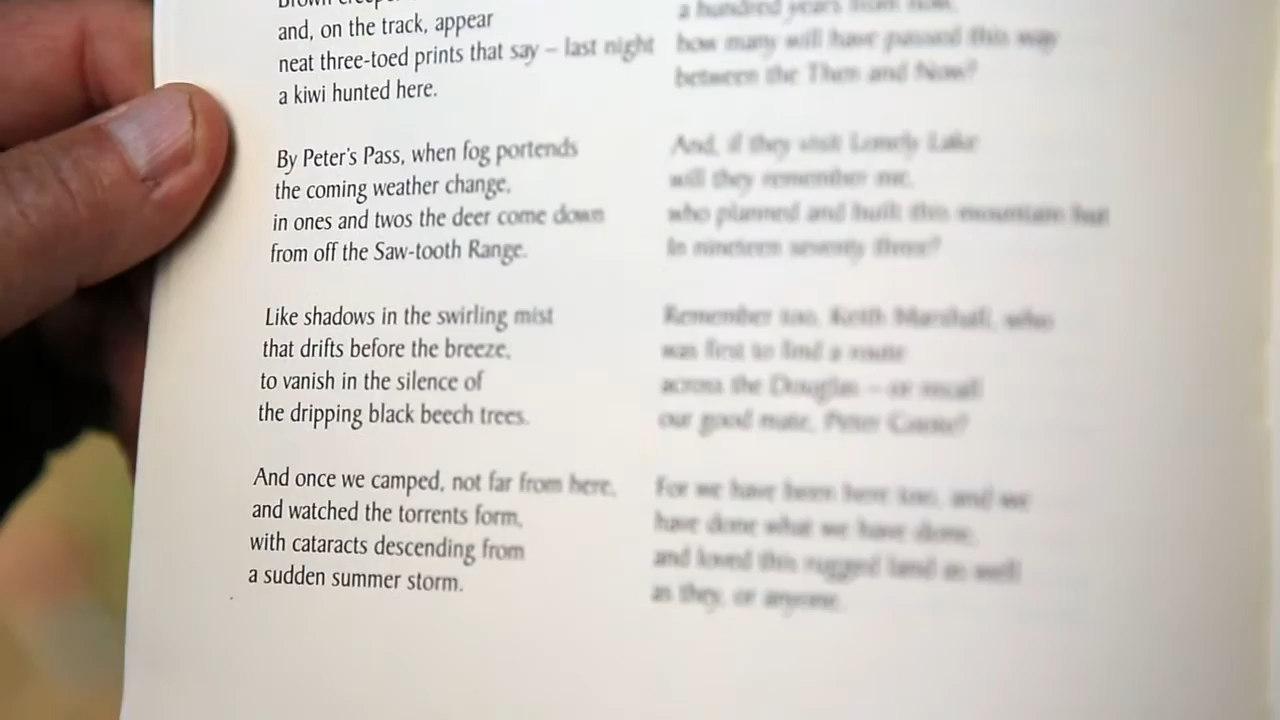 and, on the track, appear
neat three-toed prints that say – last night
a kiwi hunted here.
By Peter's Pass, when fog portends
the coming weather change,
in ones and twos the deer come down
from off the Saw-tooth Range.
Like shadows in the swirling mist
that drifts before the breeze,
to vanish in the silence of
the dripping black beech trees.
And once we camped, not far from here,
and watched the torrents form,
with cataracts descending from
a sudden summer storm.
a hundred years from now,
how many will have passed this way
between the Then and Now?
And, if they visit Lonely Lake
will they remember me,
who planned and built this mountain hut
In nineteen seventy three?
Remember too, Keith Marshall, who
was first to find a route
across the Douglas – or recall
our good mate, Peter
For we have been here too, and we
have done what we have done,
and loved this rugged land as well
as they, or anyone.